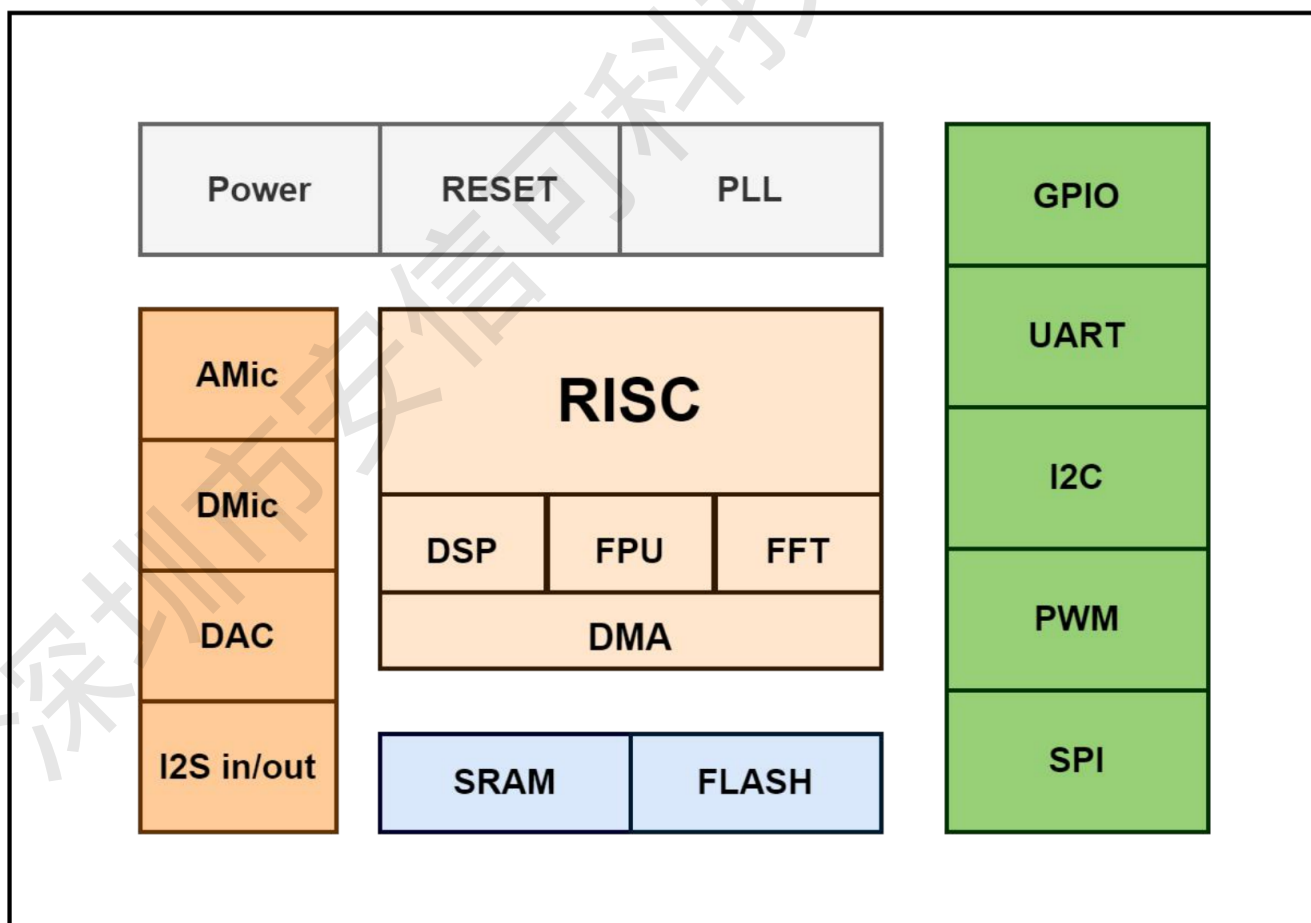 Power
RESET
PLL
AMic
DMic
DAC
I2S in/out
RISC
DSP
FPU
FFT
DMA
SRAM
FLASH
GPIO
UART
I2C
PWM
SPI
深圳市安信可科技